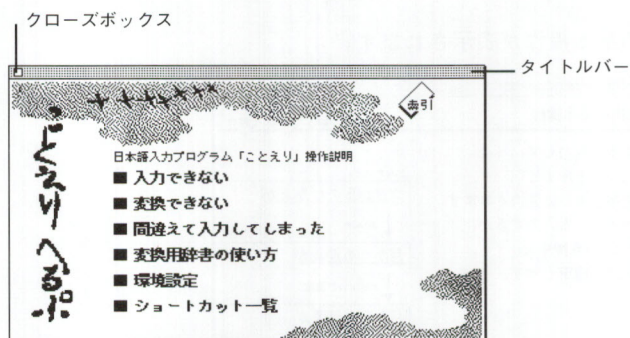 クローズボックス
タイトルバー
索引
ことえりへるぷ
日本語入力プログラム「ことえり」操作説明
■ 入力できない
■ 変換できない
■ 間違えて入力してしまった
■ 変換用辞書の使い方
■ 環境設定
■ ショートカット一覧